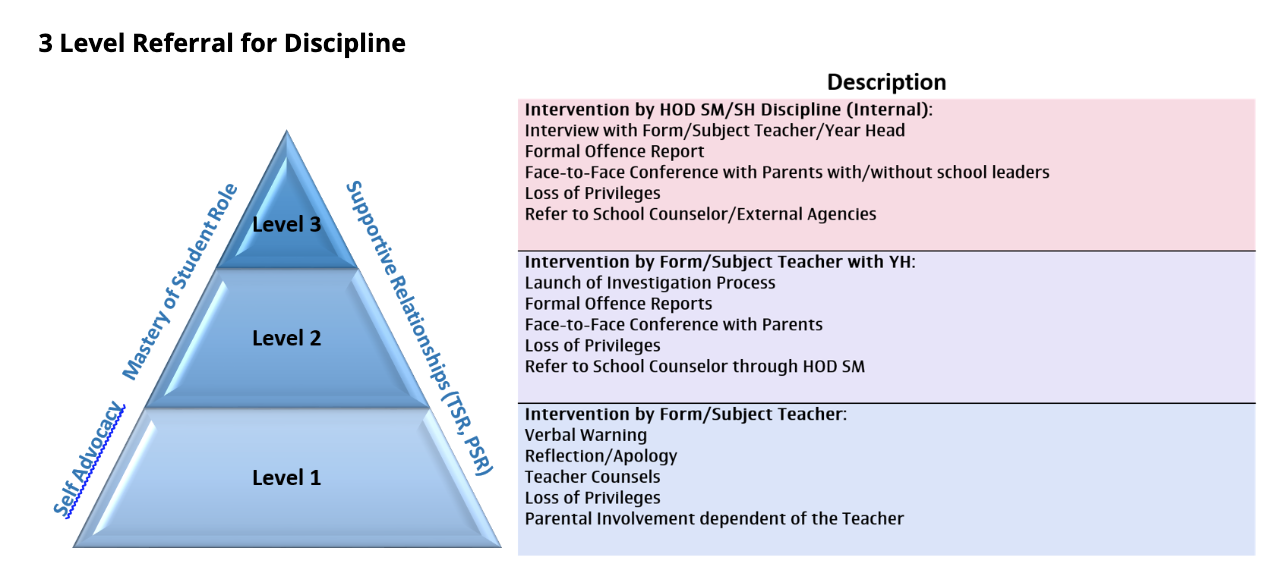 3 Level Referral for Discipline
Description
Level 3
Level 2
Level 1
Mastery of Student Role
Self Advocacy
Supportive Relationships (TSR, PSR)
Intervention by HOD SM/SH Discipline (Internal):
Interview with Form/Subject Teacher/Year Head
Formal Offence Report
Face-to-Face Conference with Parents with/without school leaders
Loss of Privileges
Refer to School Counselor/External Agencies
Intervention by Form/Subject Teacher with YH:
Launch of Investigation Process
Formal Offence Reports
Face-to-Face Conference with Parents
Loss of Privileges
Refer to School Counselor through HOD SM
Intervention by Form/Subject Teacher:
Verbal Warning
Reflection/Apology
Teacher Counsels
Loss of Privileges
Parental Involvement dependent of the Teacher